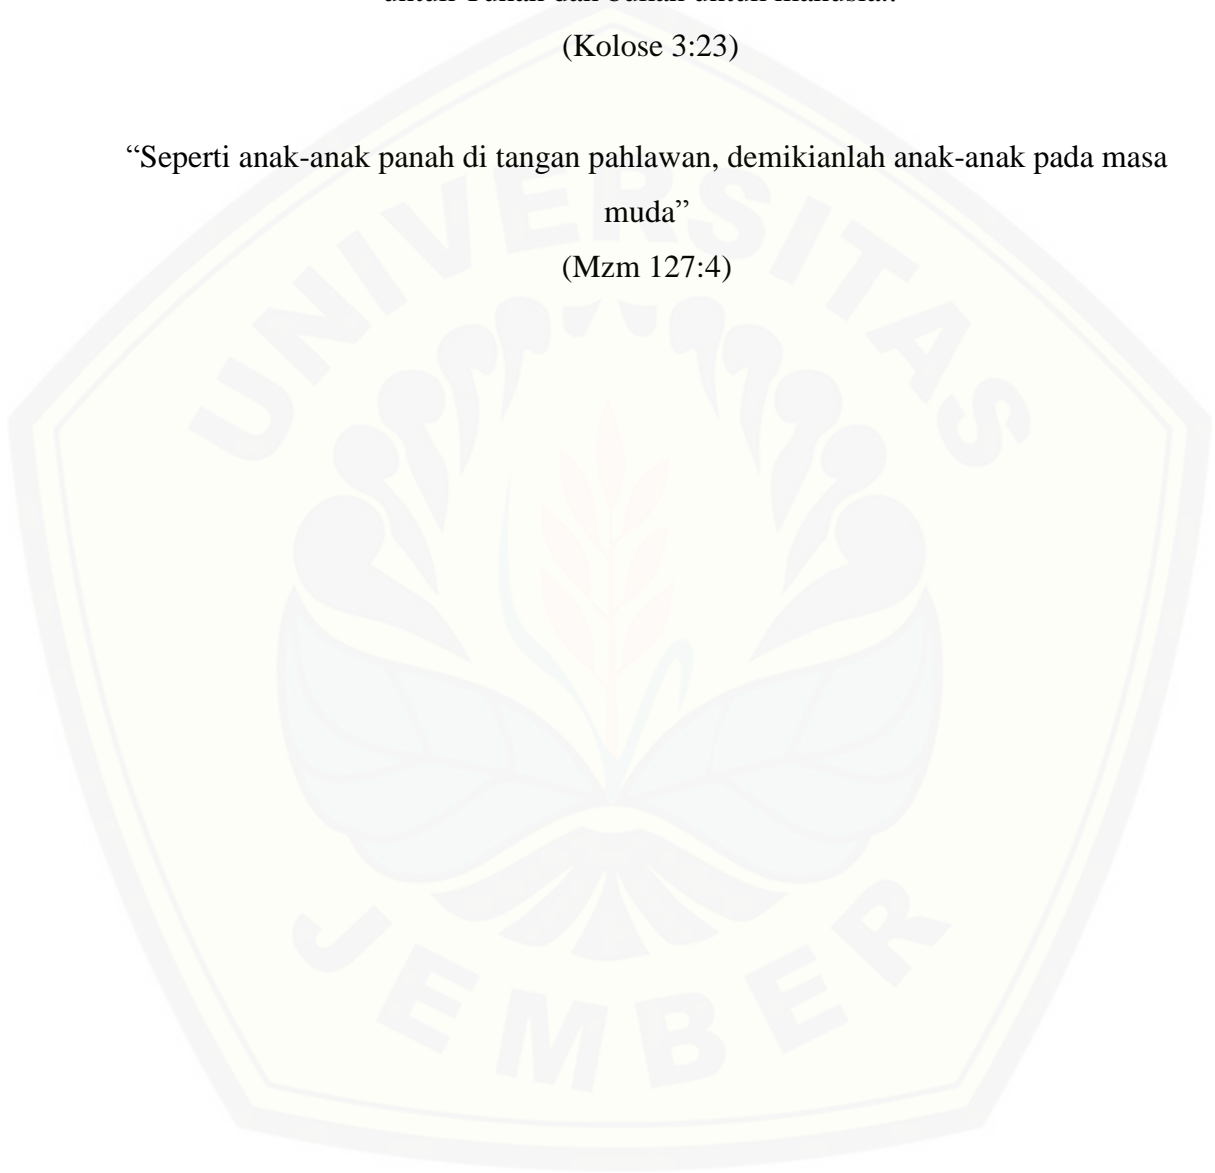 (Kolose 3:23)
“Seperti anak-anak panah di tangan pahlawan, demikianlah anak-anak pada masa
muda”
(Mzm 127:4)
UNIVERSITAS
JEMBER